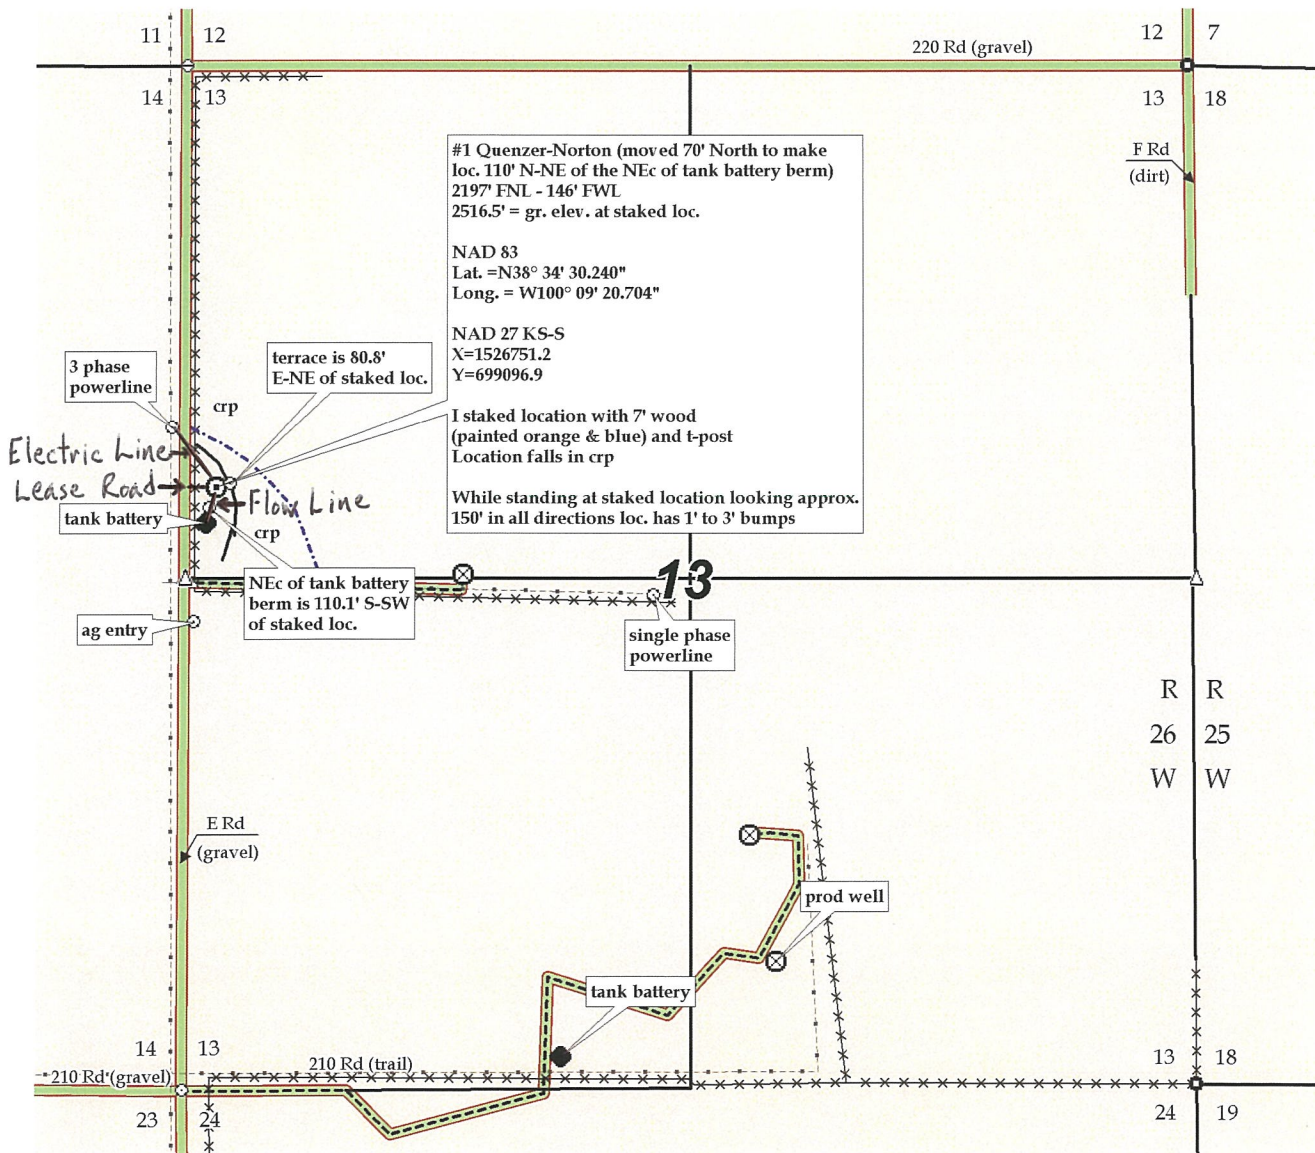 11
12
12
7
220 Rd (gravel)
14
13
13
18
F Rd
(dirt)
#1 Quenzer-Norton (moved 70' North to make
loc. 110' N-NE of the NEc of tank battery berm)
2197' FNL - 146' FWL
2516.5' = gr. elev. at staked loc.
NAD 83
Lat. =N38° 34' 30.240"
Long. = W100° 09' 20.704"
NAD 27 KS-S
X=1526751.2
Y=699096.9
I staked location with 7' wood
(painted orange & blue) and t-post
Location falls in crp
While standing at staked location looking approx.
150' in all directions loc. has 1' to 3' bumps
3 phase
powerline
terrace is 80.8'
E-NE of staked loc.
crp
Electric Line
Lease Road
Flow Line
tank battery
crp
NEc of tank battery
berm is 110.1' S-SW
of staked loc.
13
ag entry
single phase
powerline
R
R
26
25
W
W
E Rd
(gravel)
prod well
tank battery
14
13
13
18
210 Rd (gravel)
210 Rd (trail)
23
24
24
19